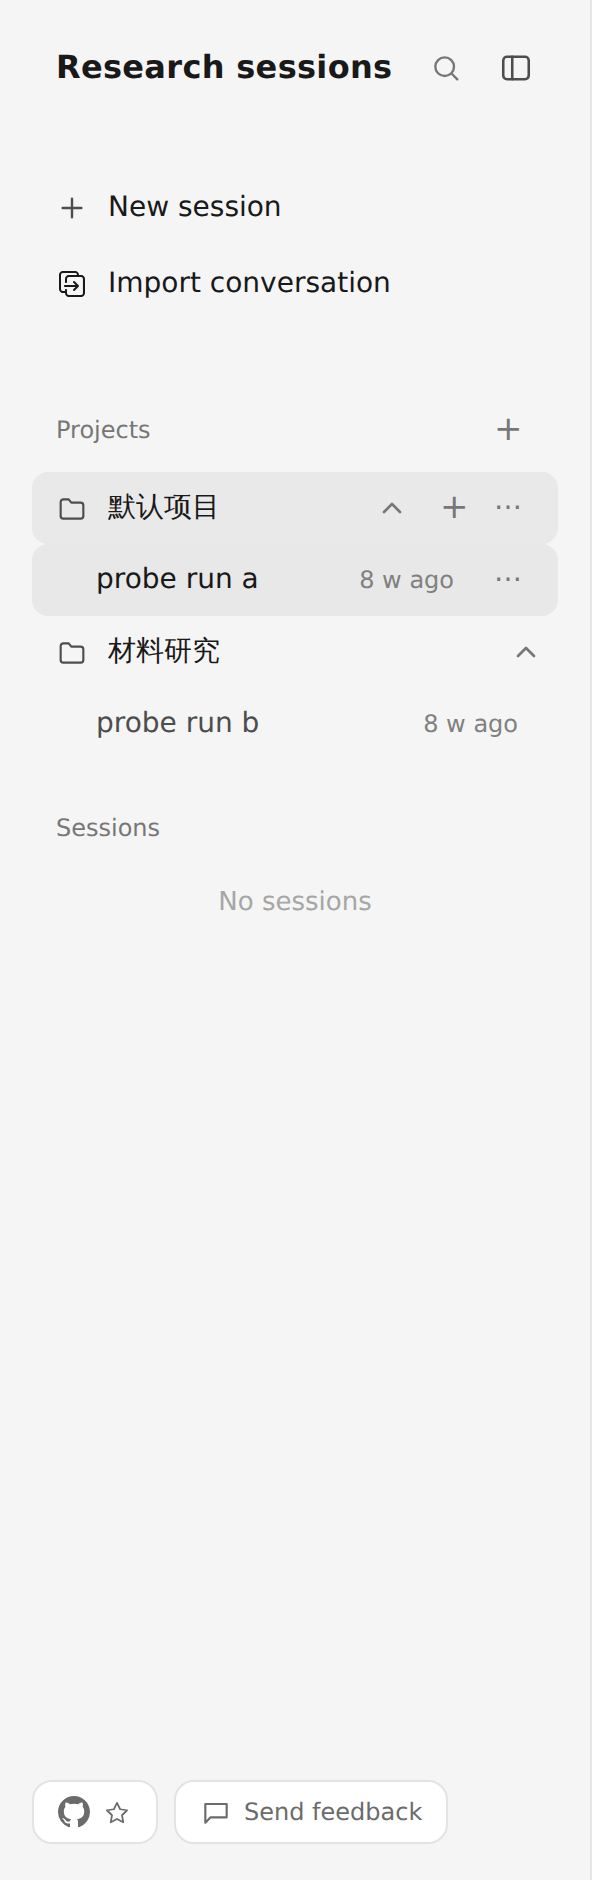 Research sessions
New session
Import conversation
Projects
默认项目
probe run a 8 w ago
材料研究
probe run b 8 w ago
Sessions
No sessions
Send feedback